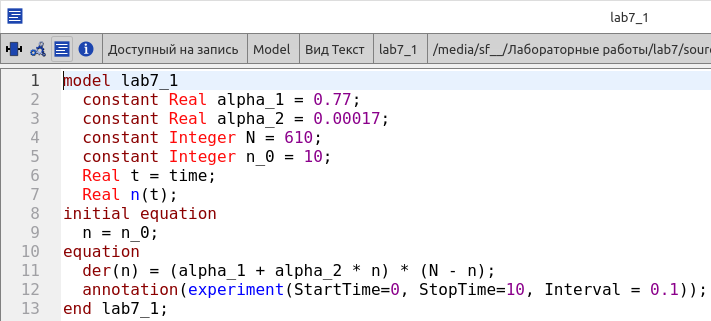 lab7_1
Доступный на запись Model Вид Текст lab7_1 /media/sf__/Лабораторные работы/lab7/sour
1 model lab7_1
2 constant Real alpha_1 = 0.77;
3 constant Real alpha_2 = 0.00017;
4 constant Integer N = 610;
5 constant Integer n_0 = 10;
6 Real t = time;
7 Real n(t);
8 initial equation
9 n = n_0;
10 equation
11 der(n) = (alpha_1 + alpha_2 * n) * (N - n);
12 annotation(experiment(StartTime=0, StopTime=10, Interval = 0.1));
13 end lab7_1;